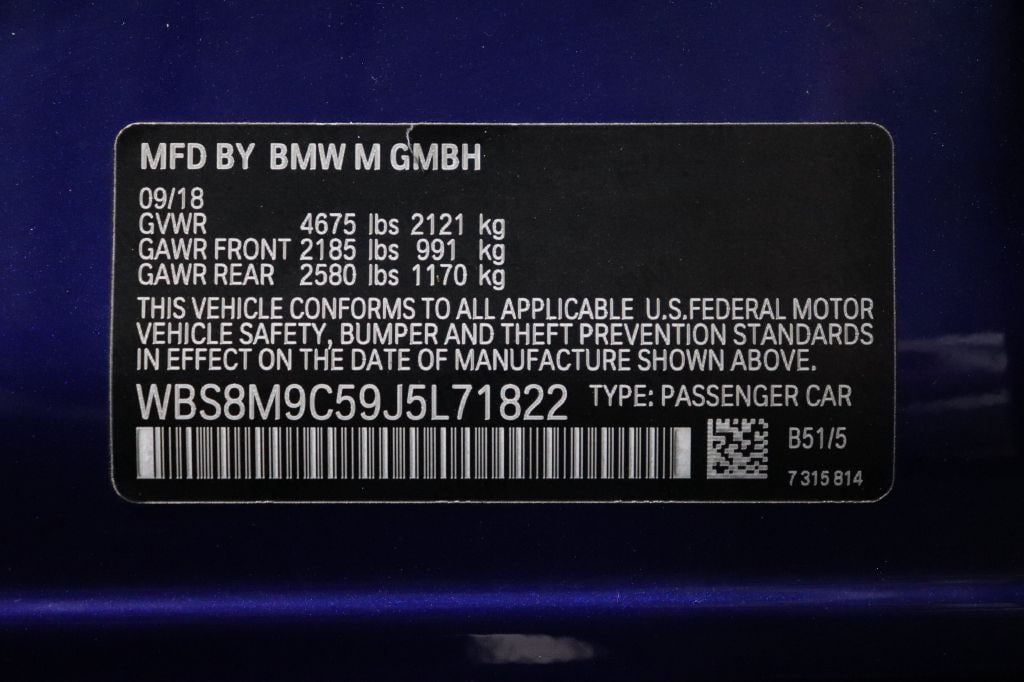 MFD BY BMW M GMBH
09/18
GVWR 4675 lbs 2121 kg
GAWR FRONT 2185 lbs 991 kg
GAWR REAR 2580 lbs 1170 kg
THIS VEHICLE CONFORMS TO ALL APPLICABLE U.S.FEDERAL MOTOR
VEHICLE SAFETY, BUMPER AND THEFT PREVENTION STANDARDS
IN EFFECT ON THE DATE OF MANUFACTURE SHOWN ABOVE.
WBS8M9C59J5L71822 TYPE: PASSENGER CAR
B51/5
7 315 814